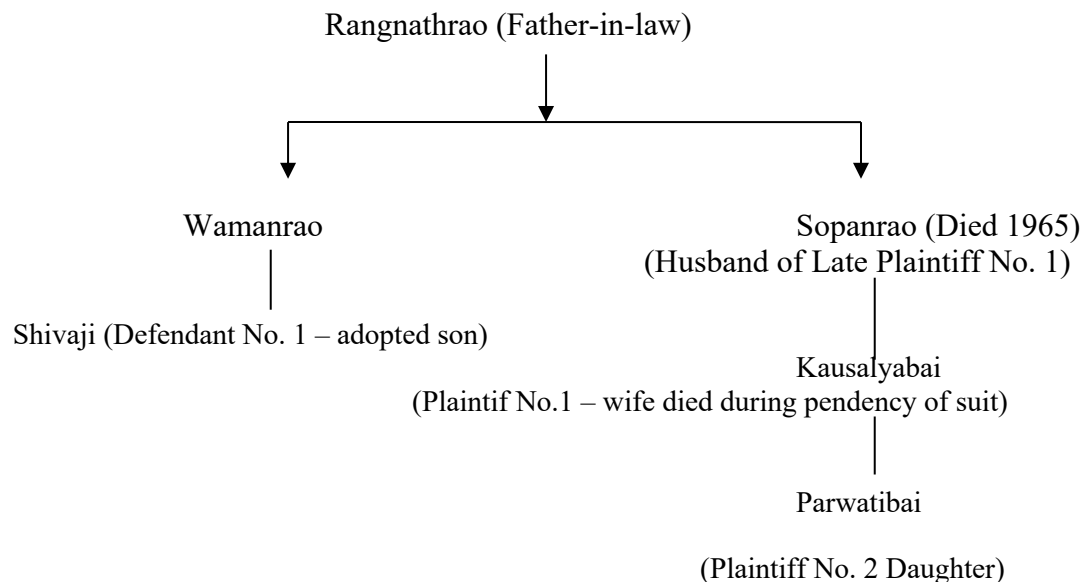 Rangnathrao (Father-in-law)
Wamanrao
Sopanrao (Died 1965)
(Husband of Late Plaintiff No. 1)
Shivaji (Defendant No. 1 – adopted son)
Kausalyabai
(Plaintif No.1 – wife died during pendency of suit)
Parwatibai
(Plaintiff No. 2 Daughter)